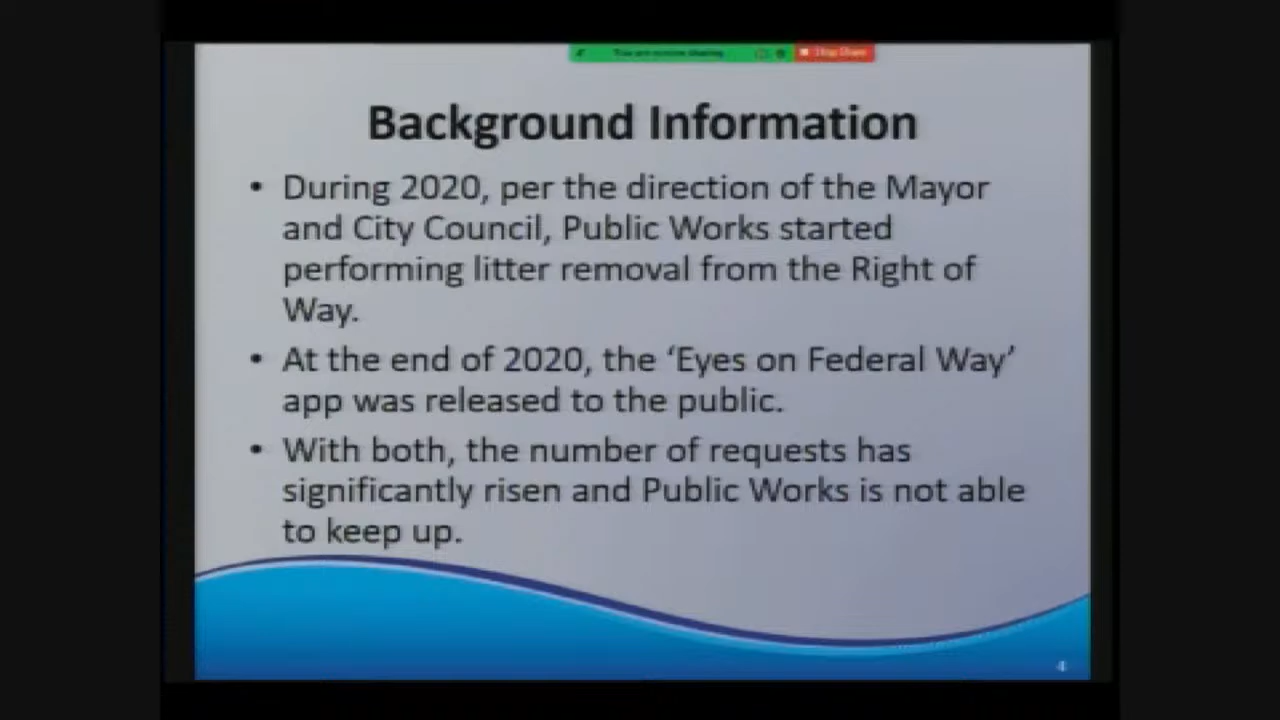 Background Information
• During 2020, per the direction of the Mayor
and City Council, Public Works started
performing litter removal from the Right of
Way.
• At the end of 2020, the ‘Eyes on Federal Way’
app was released to the public.
• With both, the number of requests has
significantly risen and Public Works is not able
to keep up.
4